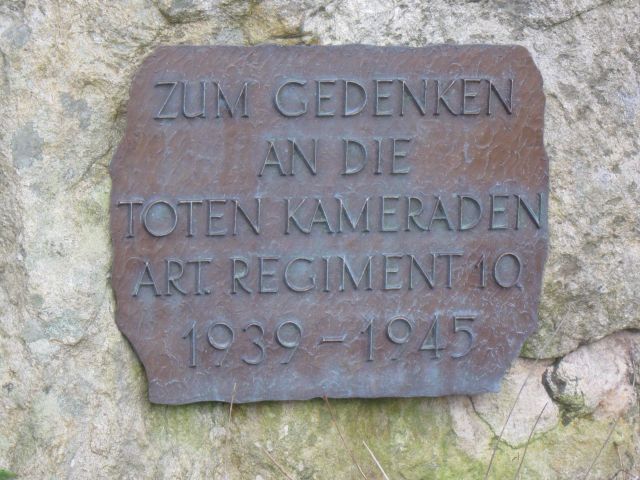 ZUM GEDENKEN
AN DIE
TOTEN KAMERADEN
ART. REGIMENT 10
1939 - 1945